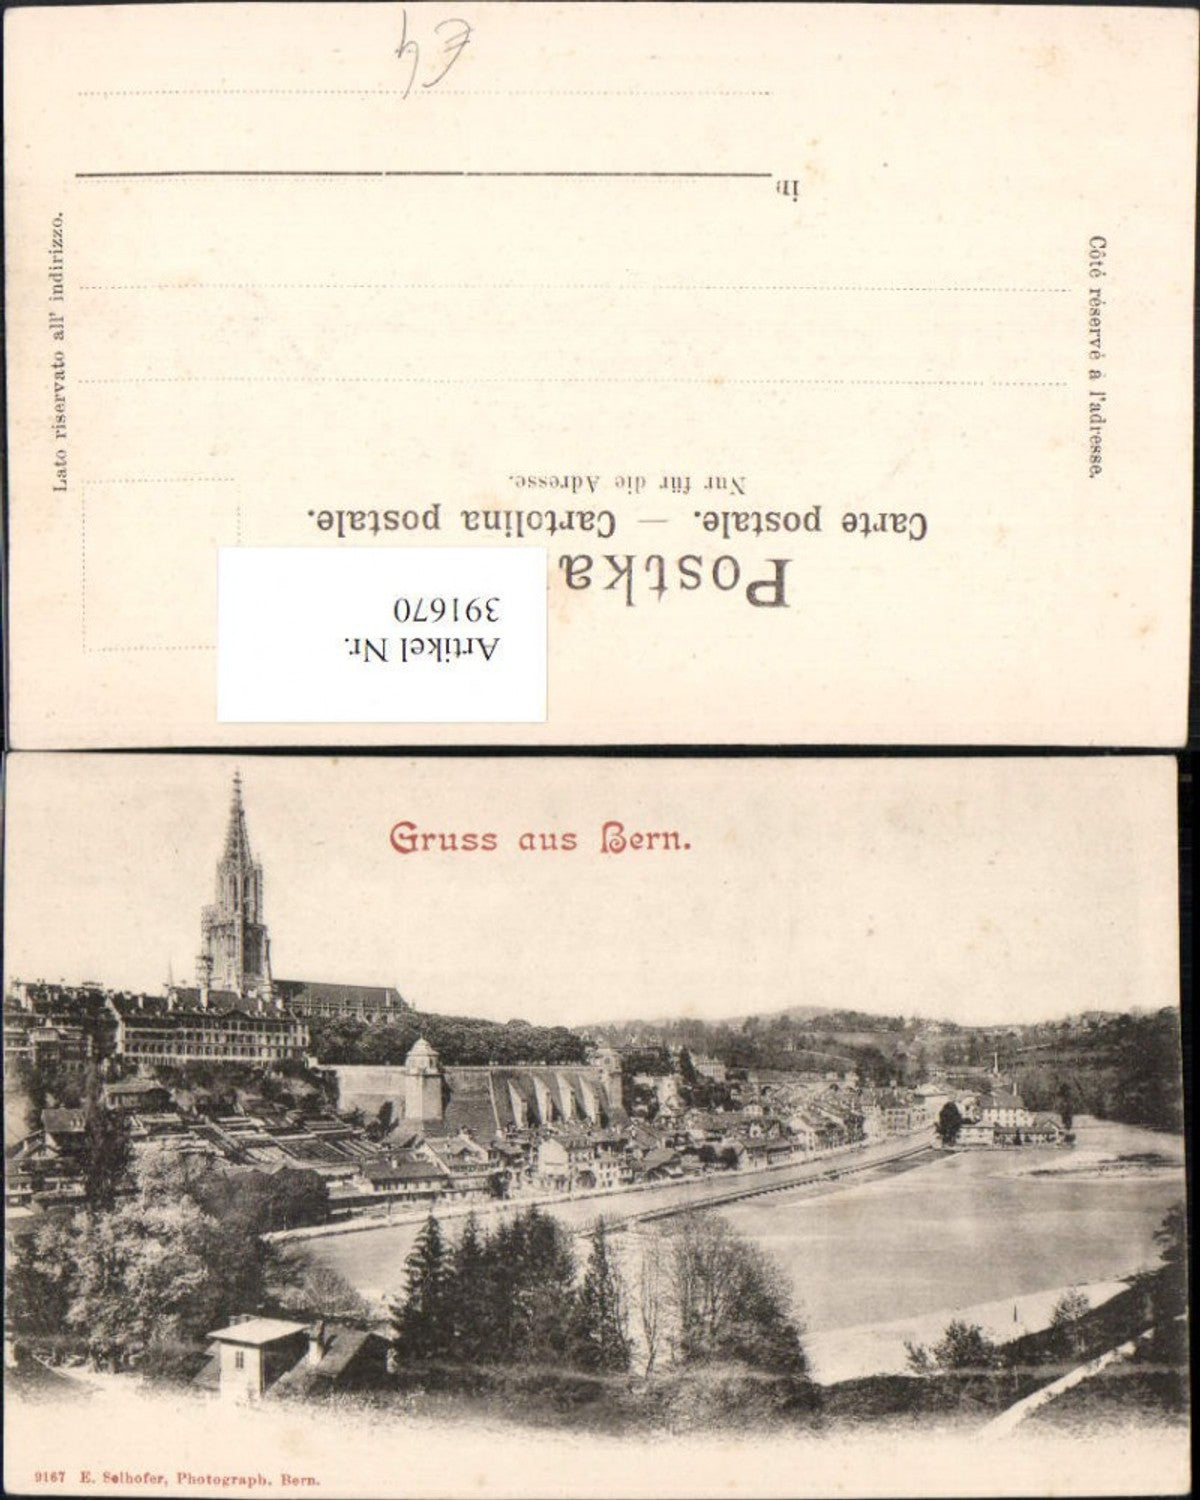 €4
in
Lato riservato all' indirizzo.
Côté réservé à l'adresse.
Nur für die Adresse.
Carte postale. — Cartolina postale.
Postka
Artikel Nr.
391670
Gruss aus Bern.
9167 E. Selhofer, Photograph, Bern.